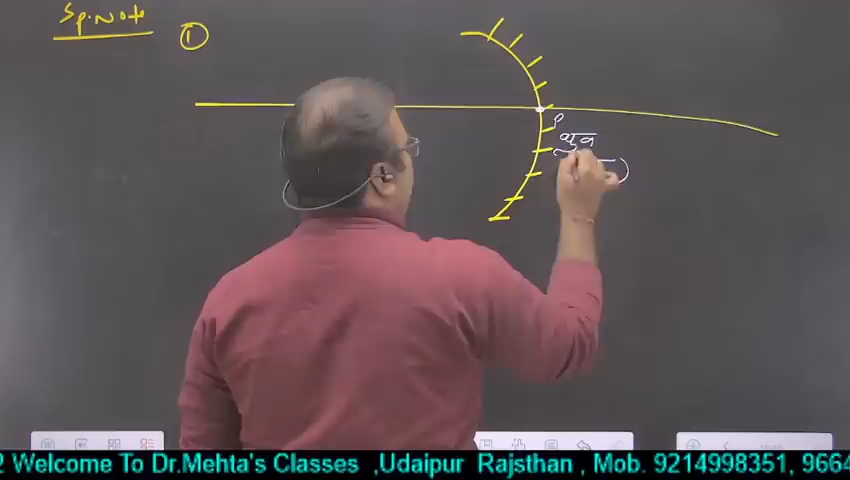 Sp. Note ①
P
ध्रुव
2 Welcome To Dr.Mehta's Classes ,Udaipur Rajsthan , Mob. 9214998351, 9664